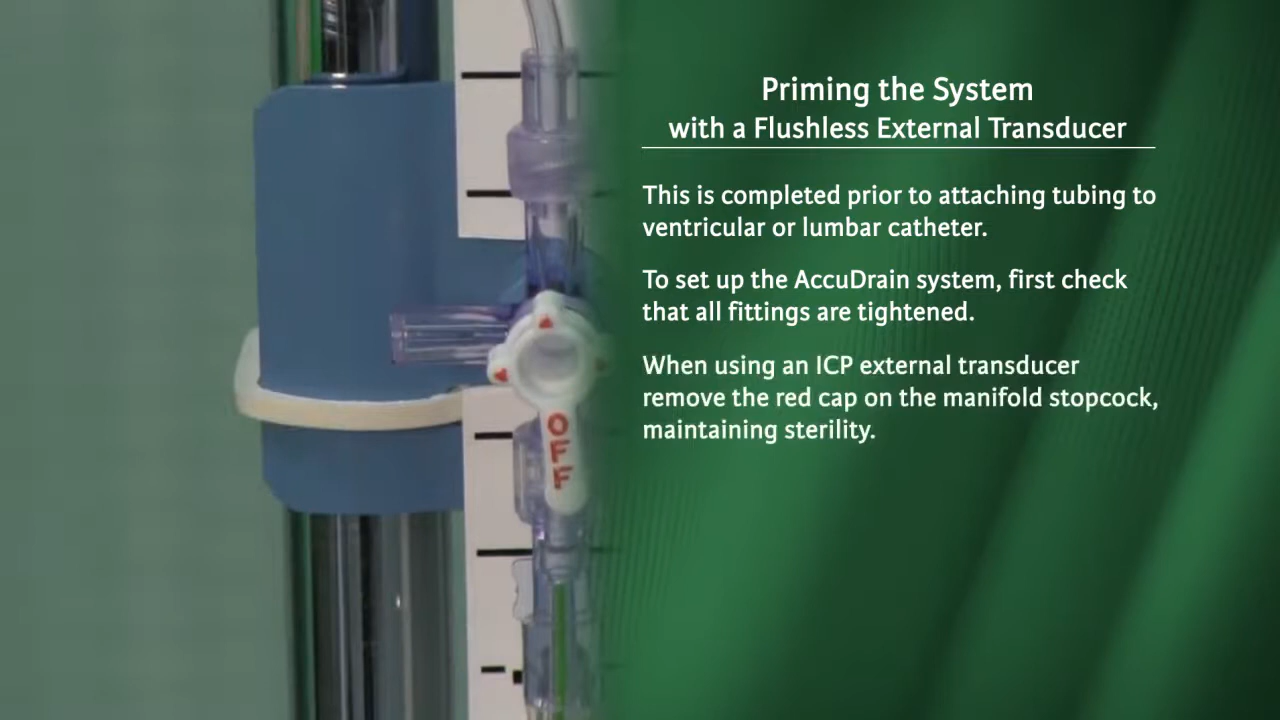 Priming the System
with a Flushless External Transducer
This is completed prior to attaching tubing to
ventricular or lumbar catheter.
To set up the AccuDrain system, first check
that all fittings are tightened.
When using an ICP external transducer
remove the red cap on the manifold stopcock,
maintaining sterility.
OFF